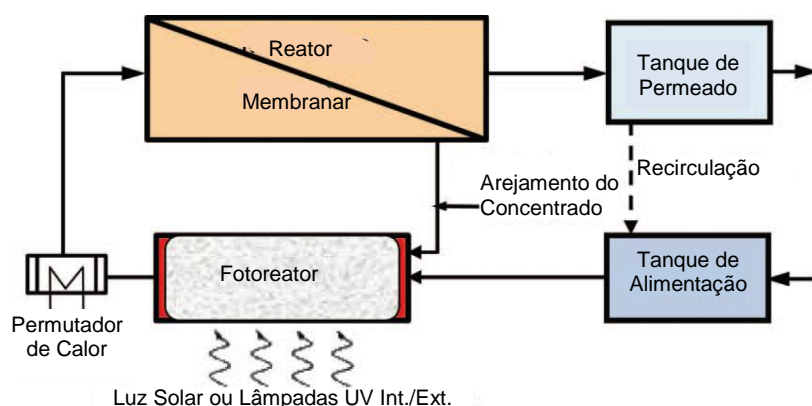 Reator
Membranar
Tanque de
Permeado
Recirculação
Arejamento do
Concentrado
Fotoreator
Tanque de
Alimentação
Permutador
de Calor
Luz Solar ou Lâmpadas UV Int./Ext.